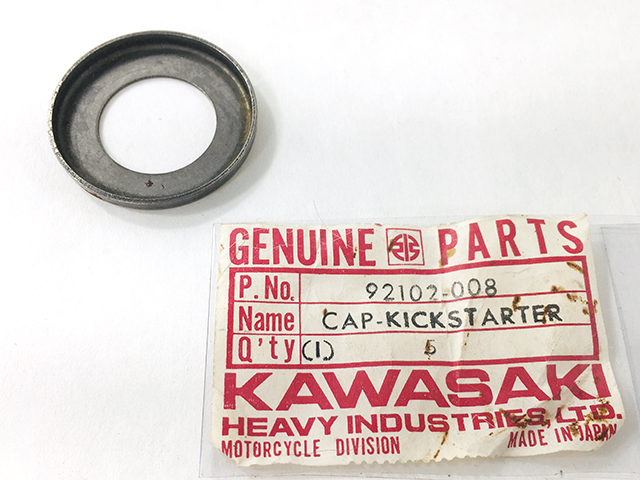 GENUINE PARTS
P. No. 92102-008
Name CAP-KICKSTARTER
Q'ty (1) 5
KAWASAKI
HEAVY INDUSTRIES, LTD.
MOTORCYCLE DIVISION MADE IN JAPAN